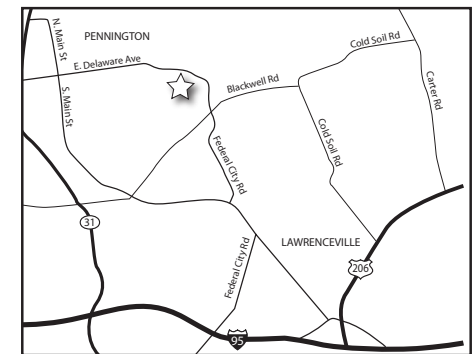 N. Main St
PENNINGTON
E. Delaware Ave
S. Main St
Cold Soil Rd
Blackwell Rd
Carter Rd
Cold Soil Rd
Federal City Rd
31
LAWRENCEVILLE
206
Federal City Rd
95